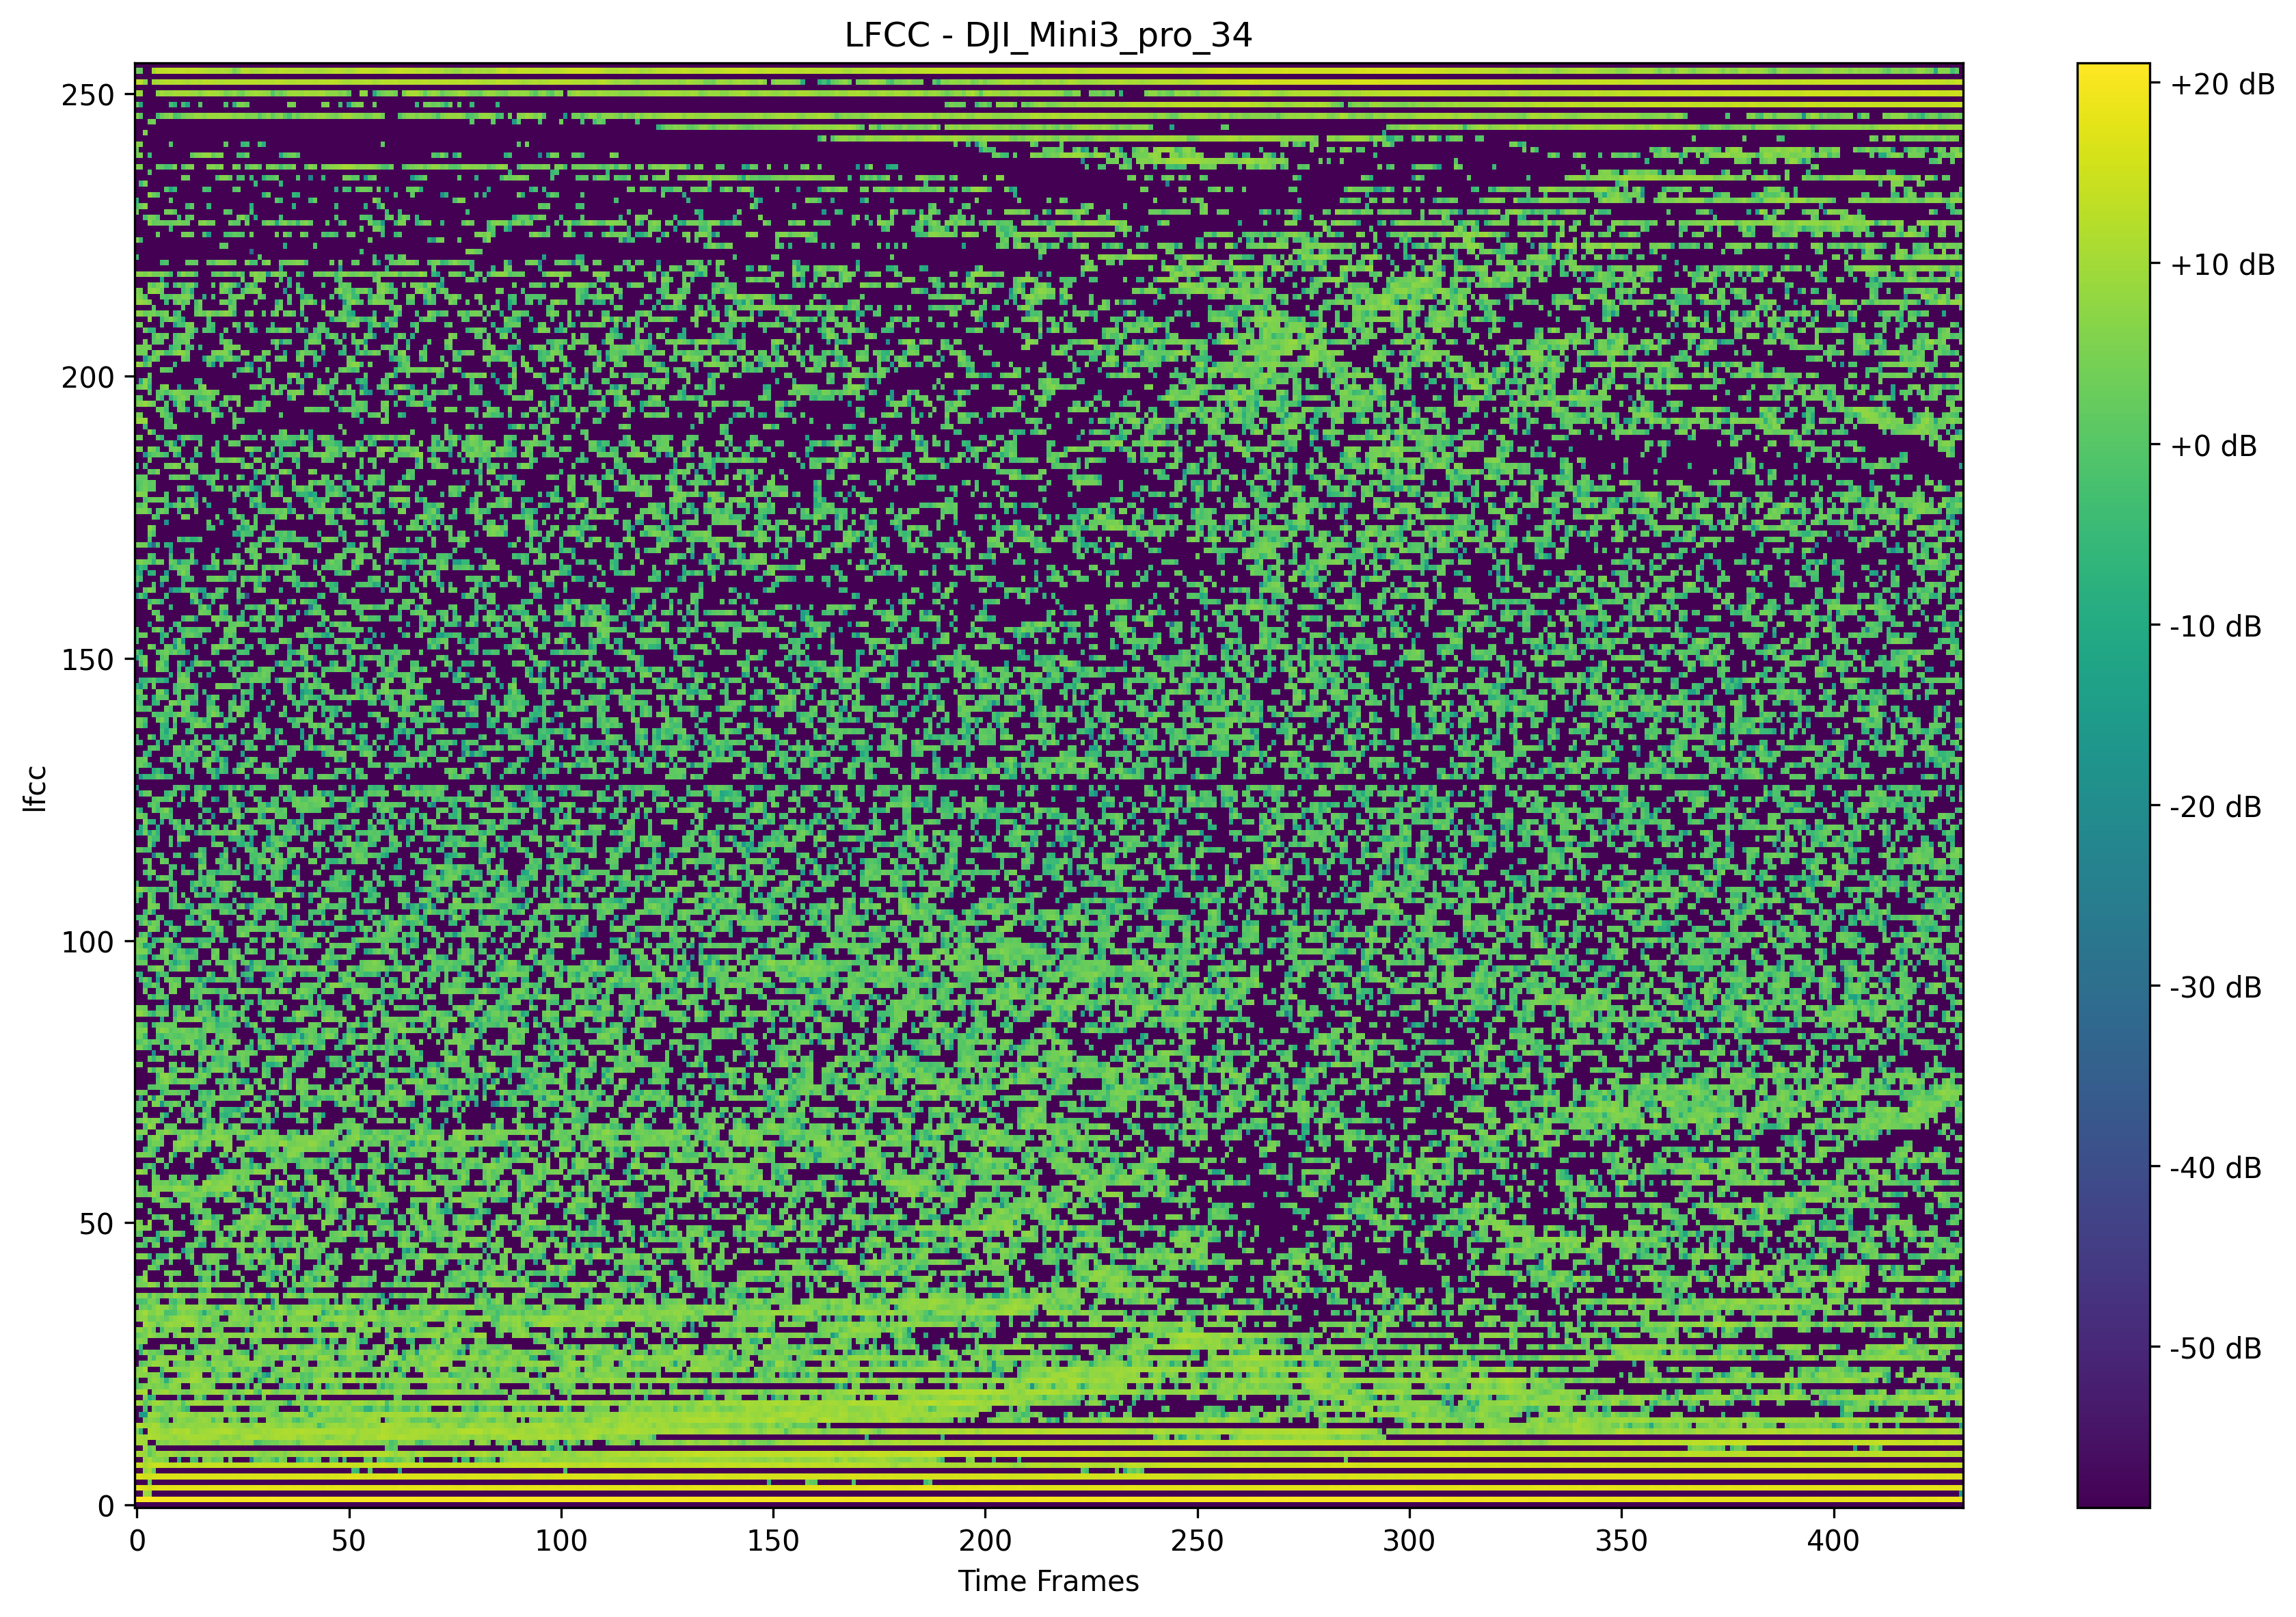 LFCC - DJI_Mini3_pro_34
250
200
150
100
50
0
lfcc
0 50 100 150 200 250 300 350 400
Time Frames
+20 dB
+10 dB
+0 dB
-10 dB
-20 dB
-30 dB
-40 dB
-50 dB